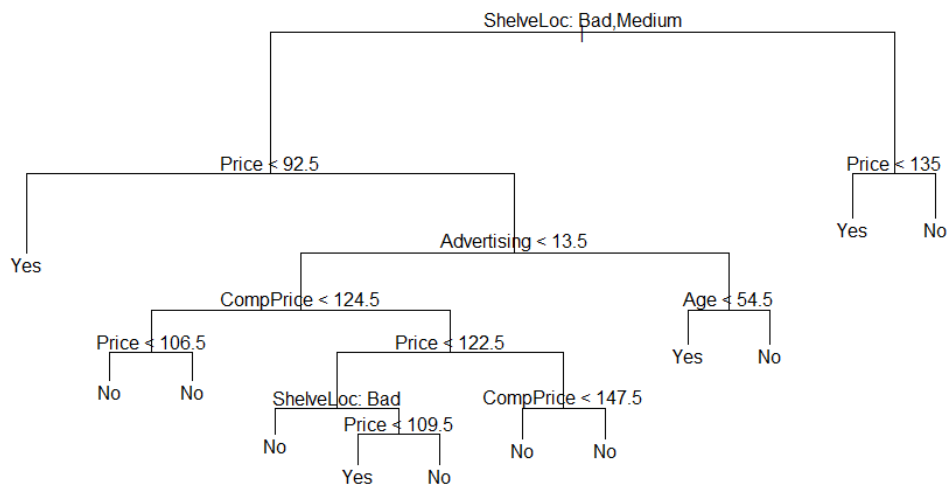 ShelveLoc: Bad,Medium
Price < 92.5
Price < 135
Yes
No
Advertising < 13.5
Yes
CompPrice < 124.5
Age < 54.5
Price < 106.5
Price < 122.5
Yes
No
No
No
ShelveLoc: Bad
CompPrice < 147.5
Price < 109.5
No
No
No
Yes
No